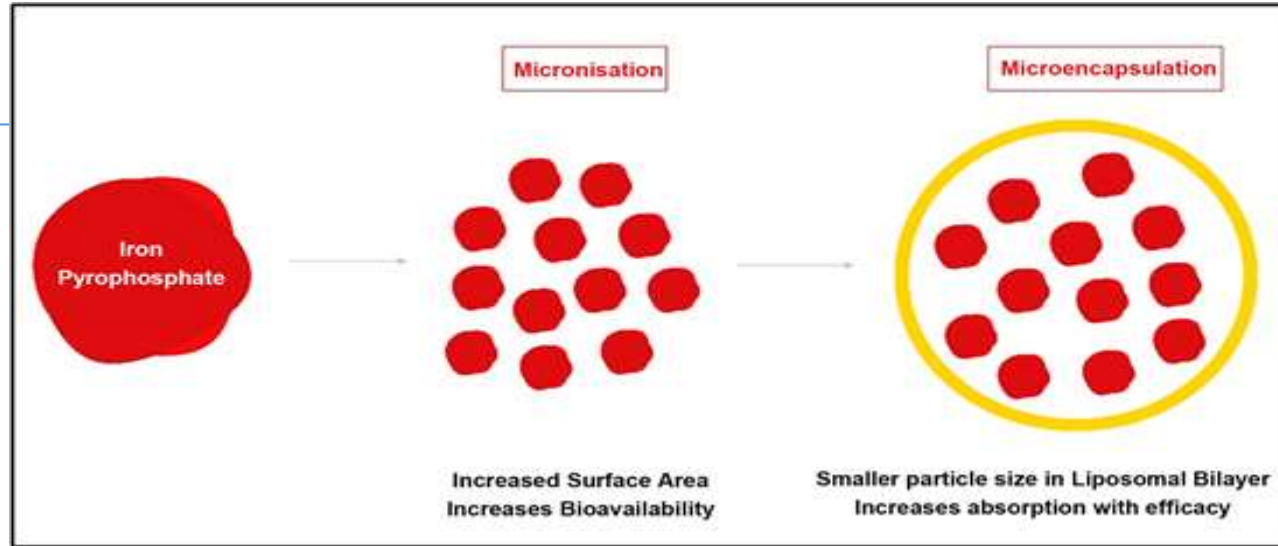 Micronisation
Microencapsulation
Iron
Pyrophosphate
Increased Surface Area
Increases Bioavailability
Smaller particle size in Liposomal Bilayer
Increases absorption with efficacy